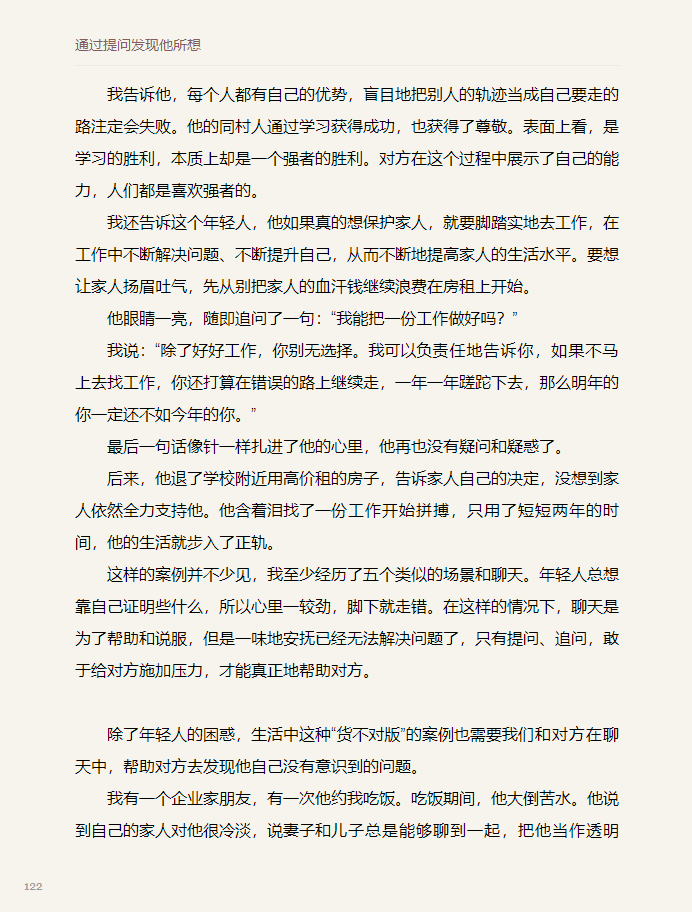 通过提问发现他所想
我告诉他，每个人都有自己的优势，盲目地把别人的轨迹当成自己要走的
路注定会失败。他的同村人通过学习获得成功，也获得了尊敬。表面上看，是
学习的胜利，本质上却是一个强者的胜利。对方在这个过程中展示了自己的能
力，人们都是喜欢强者的。
我还告诉这个年轻人，他如果真的想保护家人，就要脚踏实地去工作，在
工作中不断解决问题、不断提升自己，从而不断地提高家人的生活水平。要想
让家人扬眉吐气，先从别把家人的血汗钱继续浪费在房租上开始。
他眼睛一亮，随即追问了一句：“我能把一份工作做好吗？”
我说：“除了好好工作，你别无选择。我可以负责任地告诉你，如果不马
上去找工作，你还打算在错误的路上继续走，一年一年蹉跎下去，那么明年的
你一定还不如今年的你。”
最后一句话像针一样扎进了他的心里，他再也没有疑问和疑惑了。
后来，他退了学校附近用高价租的房子，告诉家人自己的决定，没想到家
人依然全力支持他。他含着泪找了一份工作开始拼搏，只用了短短两年的时
间，他的生活就步入了正轨。
这样的案例并不少见，我至少经历了五个类似的场景和聊天。年轻人总想
靠自己证明些什么，所以心里一较劲，脚下就走错。在这样的情况下，聊天是
为了帮助和说服，但是一味地安抚已经无法解决问题了，只有提问、追问，敢
于给对方施加压力，才能真正地帮助对方。
除了年轻人的困惑，生活中这种“货不对版”的案例也需要我们和对方在聊
天中，帮助对方去发现他自己没有意识到的问题。
我有一个企业家朋友，有一次他约我吃饭。吃饭期间，他大倒苦水。他说
到自己的家人对他很冷淡，说妻子和儿子总是能够聊到一起，把他当作透明
122